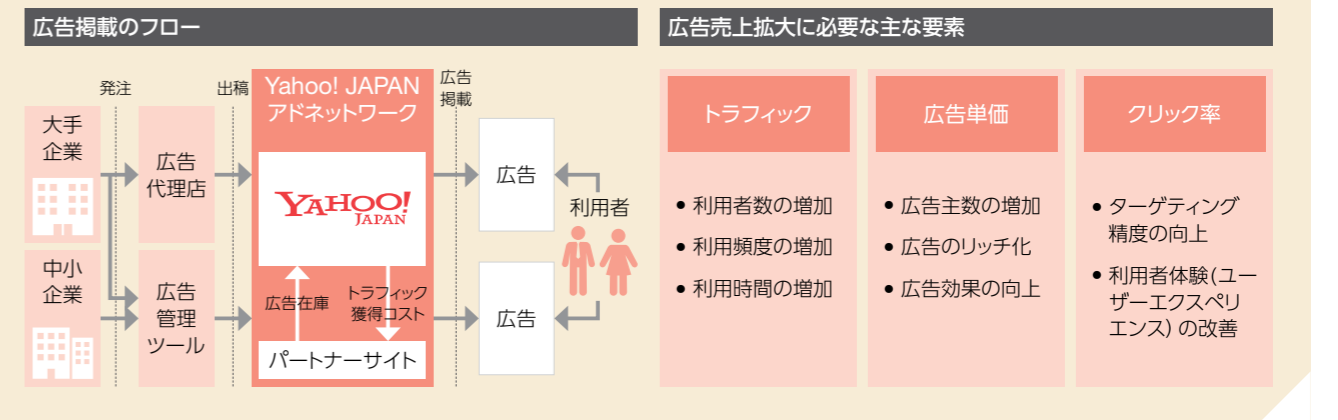 広告掲載のフロー
発注
出稿
Yahoo! JAPAN
アドネットワーク
広告
掲載
大手
企業
広告
代理店
YAHOO!
JAPAN
広告
利用者
中小
企業
広告
管理
ツール
広告在庫
トラフィック
獲得コスト
パートナーサイト
広告
広告売上拡大に必要な主な要素
トラフィック
• 利用者数の増加
• 利用頻度の増加
• 利用時間の増加
広告単価
• 広告主数の増加
• 広告のリッチ化
• 広告効果の向上
クリック率
• ターゲティング
精度の向上
• 利用者体験(ユー
ザーエクスペリ
エンス)の改善